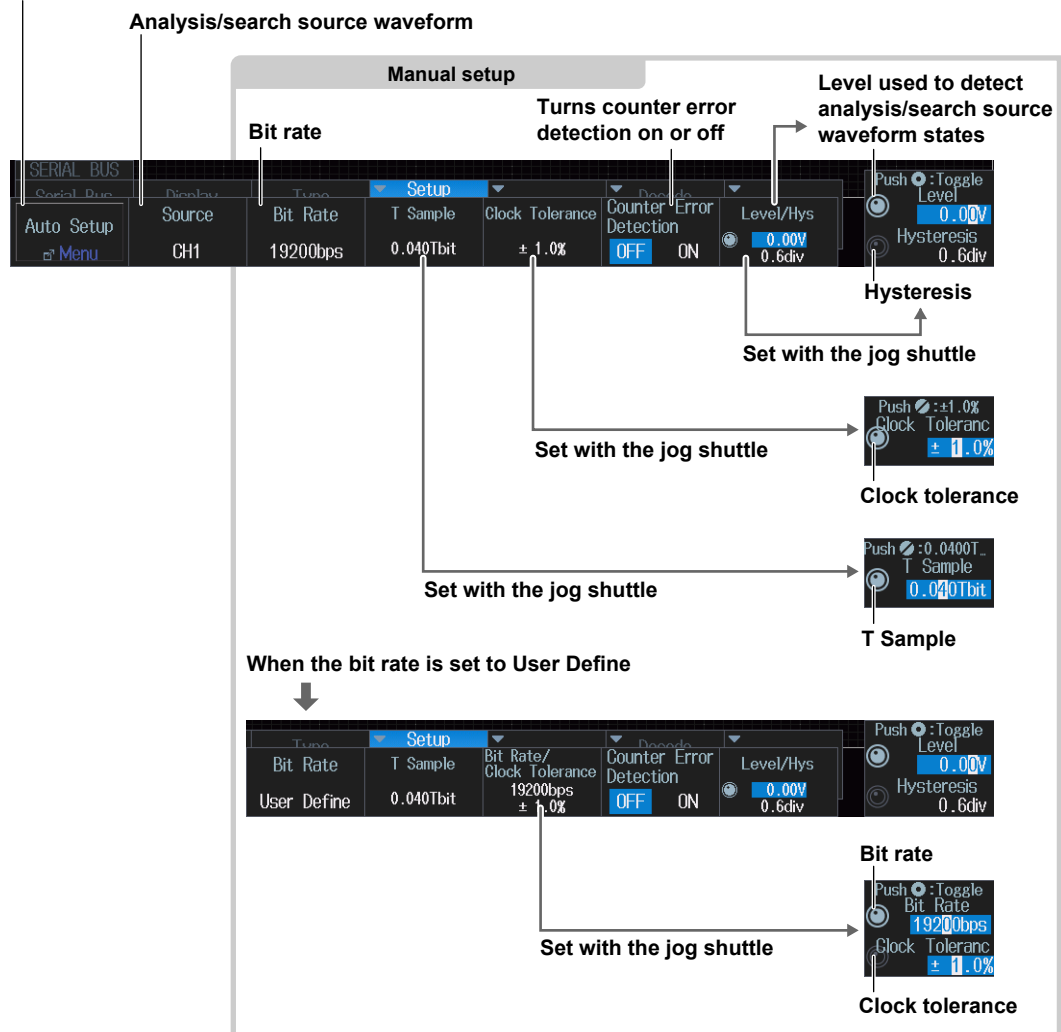 Analysis/search source waveform
Manual setup
Level used to detect
analysis/search source
waveform states
Turns counter error
detection on or off
Bit rate
SERIAL BUS
Serial Bus
Display
Type
Setup
Decode
Auto Setup
Menu
Source
CH1
Bit Rate
19200bps
T Sample
0.040Tbit
Clock Tolerance
± 1.0%
Counter Error
Detection
OFF ON
Level/Hys
0.00V
0.6div
Push :Toggle
Level
0.00V
Hysteresis
0.6div
Hysteresis
Set with the jog shuttle
Push :±1.0%
Clock Toleranc
± 1.0%
Set with the jog shuttle
Clock tolerance
Push :0.0400T_
T Sample
0.040Tbit
Set with the jog shuttle
T Sample
When the bit rate is set to User Define
Type
Setup
Decode
Bit Rate
User Define
T Sample
0.040Tbit
Bit Rate/
Clock Tolerance
19200bps
± 1.0%
Counter Error
Detection
OFF ON
Level/Hys
0.00V
0.6div
Push :Toggle
Level
0.00V
Hysteresis
0.6div
Bit rate
Push :Toggle
Bit Rate
19200bps
Clock Toleranc
± 1.0%
Set with the jog shuttle
Clock tolerance